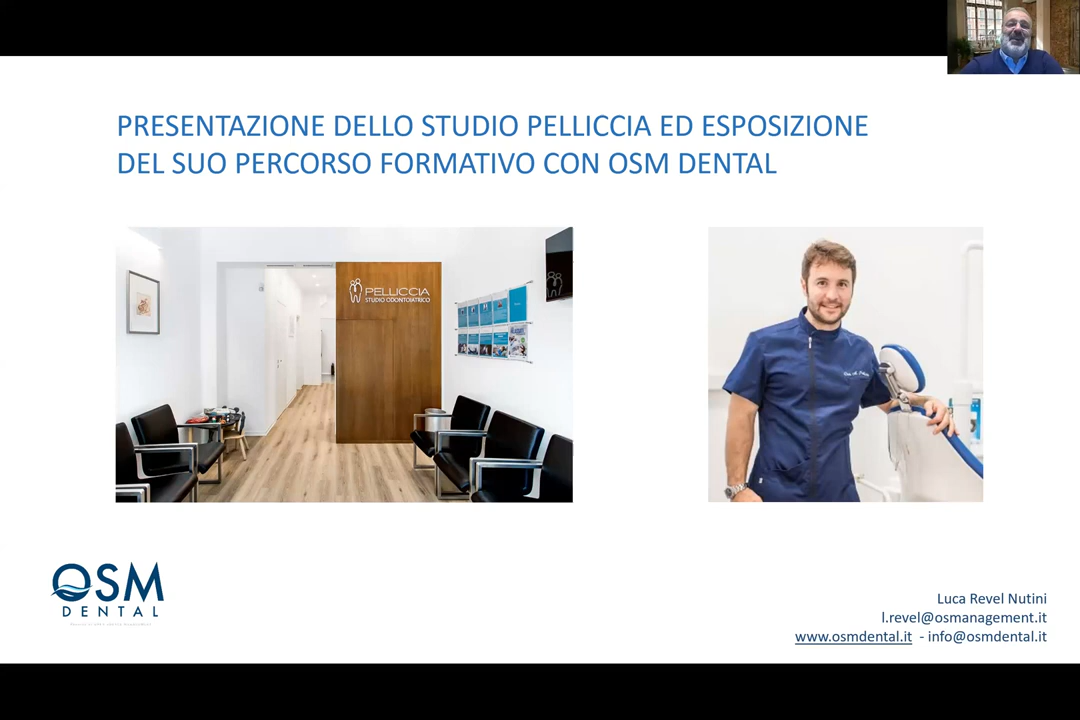 PRESENTAZIONE DELLO STUDIO PELLICCIA ED ESPOSIZIONE
DEL SUO PERCORSO FORMATIVO CON OSM DENTAL
PELLICCIA
STUDIO ODONTOIATRICO
OSM
DENTAL
Luca Revel Nutini
l.revel@osmanagement.it
www.osmdental.it - info@osmdental.it